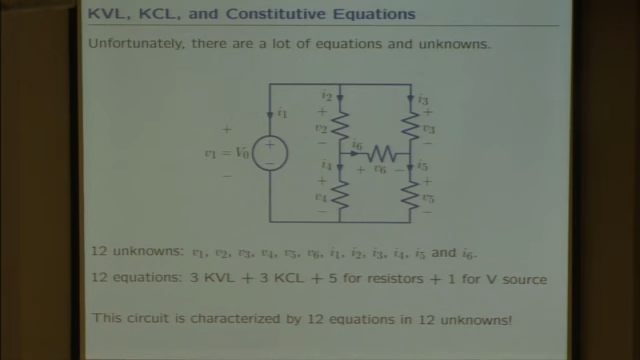 KVL, KCL, and Constitutive Equations
Unfortunately, there are a lot of equations and unknowns.
i1
i2
i3
+
v2
−
+
v3
−
+
v1 = V0
−
+
−
i6
+ v6 −
i4
i5
+
v4
−
+
v5
−
12 unknowns: v1, v2, v3, v4, v5, v6, i1, i2, i3, i4, i5 and i6.
12 equations: 3 KVL + 3 KCL + 5 for resistors + 1 for V source
This circuit is characterized by 12 equations in 12 unknowns!